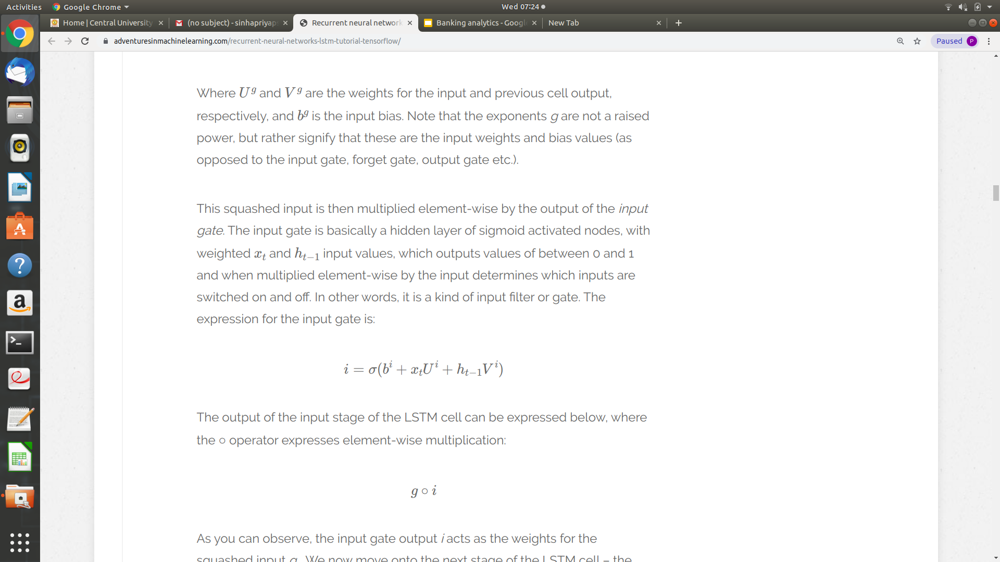 Activities Google Chrome Wed 07:24
Home | Central University (no subject) - sinhapriyap Recurrent neural network Banking analytics - Google New Tab
adventuresinmachinelearning.com/recurrent-neural-networks-lstm-tutorial-tensorflow/ Paused P
Where U^g and V^g are the weights for the input and previous cell output,
respectively, and b^g is the input bias. Note that the exponents g are not a raised
power, but rather signify that these are the input weights and bias values (as
opposed to the input gate, forget gate, output gate etc.).
This squashed input is then multiplied element-wise by the output of the input
gate. The input gate is basically a hidden layer of sigmoid activated nodes, with
weighted x_t and h_{t−1} input values, which outputs values of between 0 and 1
and when multiplied element-wise by the input determines which inputs are
switched on and off. In other words, it is a kind of input filter or gate. The
expression for the input gate is:
i = σ(b^i + x_tU^i + h_{t−1}V^i)
The output of the input stage of the LSTM cell can be expressed below, where
the ∘ operator expresses element-wise multiplication:
g ∘ i
As you can observe, the input gate output i acts as the weights for the
squashed input g. We now move onto the next stage of the LSTM cell – the